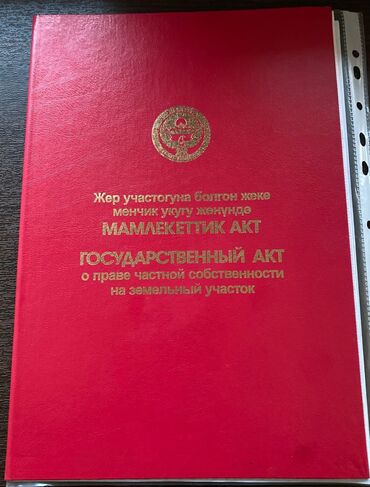 Жер участогуна болгон жеке
менчик укугу жөнүндө
МАМЛЕКЕТТИК АКТ
ГОСУДАРСТВЕННЫЙ АКТ
о праве частной собственности
на земельный участок